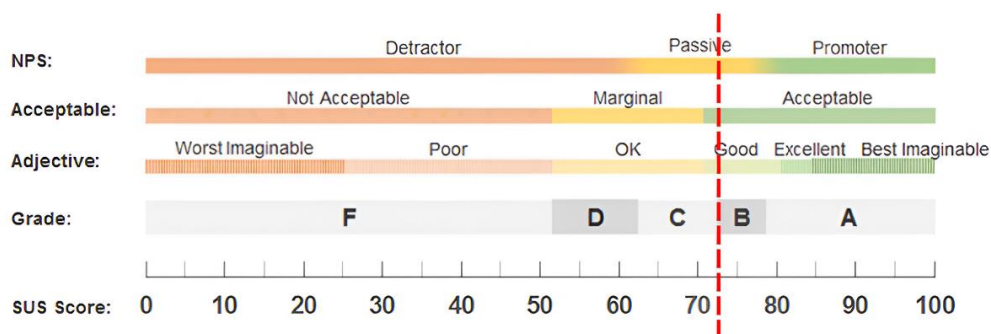 NPS: Detractor Passive Promoter
Acceptable: Not Acceptable Marginal Acceptable
Adjective: Worst Imaginable Poor OK Good Excellent Best Imaginable
Grade: F D C B A
SUS Score: 0 10 20 30 40 50 60 70 80 90 100